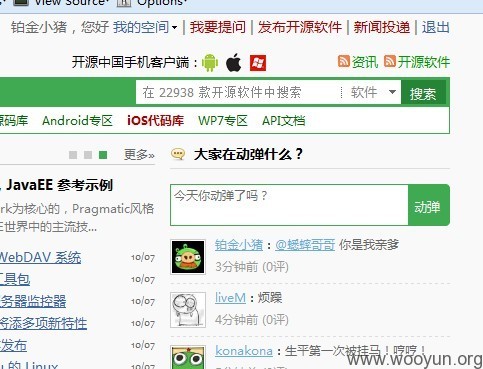 View Source▾ Options▾
铂金小猪，您好 我的空间▾ | 我要提问 | 发布开源软件 | 新闻投递 | 退出
开源中国手机客户端：
资讯 开源软件
在 22938 款开源软件中搜索 软件 搜索
码库 Android专区 iOS代码库 WP7专区 API文档
更多»
大家在动弹什么？
, JavaEE 参考示例
rk为核心的，Pragmatic风格
E世界中的主流技...
今天你动弹了吗？
动弹
WebDAV 系统 10/07
工具包 10/07
务器监控器 10/07
将添多项新特性 10/07
发布 10/07
的 Linux 10/07
铂金小猪：@蟋蟀哥哥 你是我亲爹
3分钟前 (0评)
liveM：烦躁
4分钟前 (0评)
konakona：生平第一次被挂马！哼哼！
www.wooyun.org